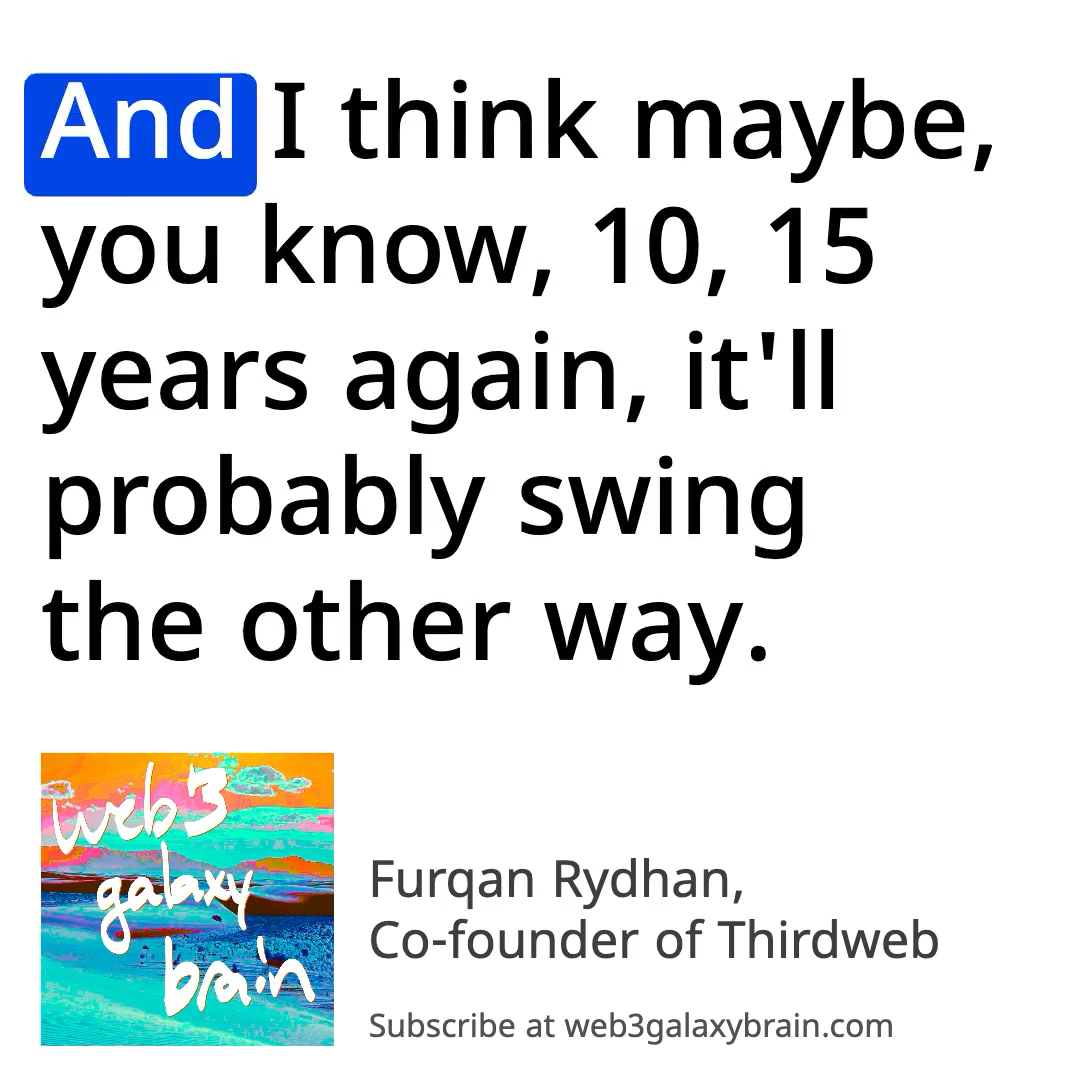 And I think maybe,
you know, 10, 15
years again, it'll
probably swing
the other way.
web3
galaxy
brain
Furqan Rydhan,
Co-founder of Thirdweb
Subscribe at web3galaxybrain.com